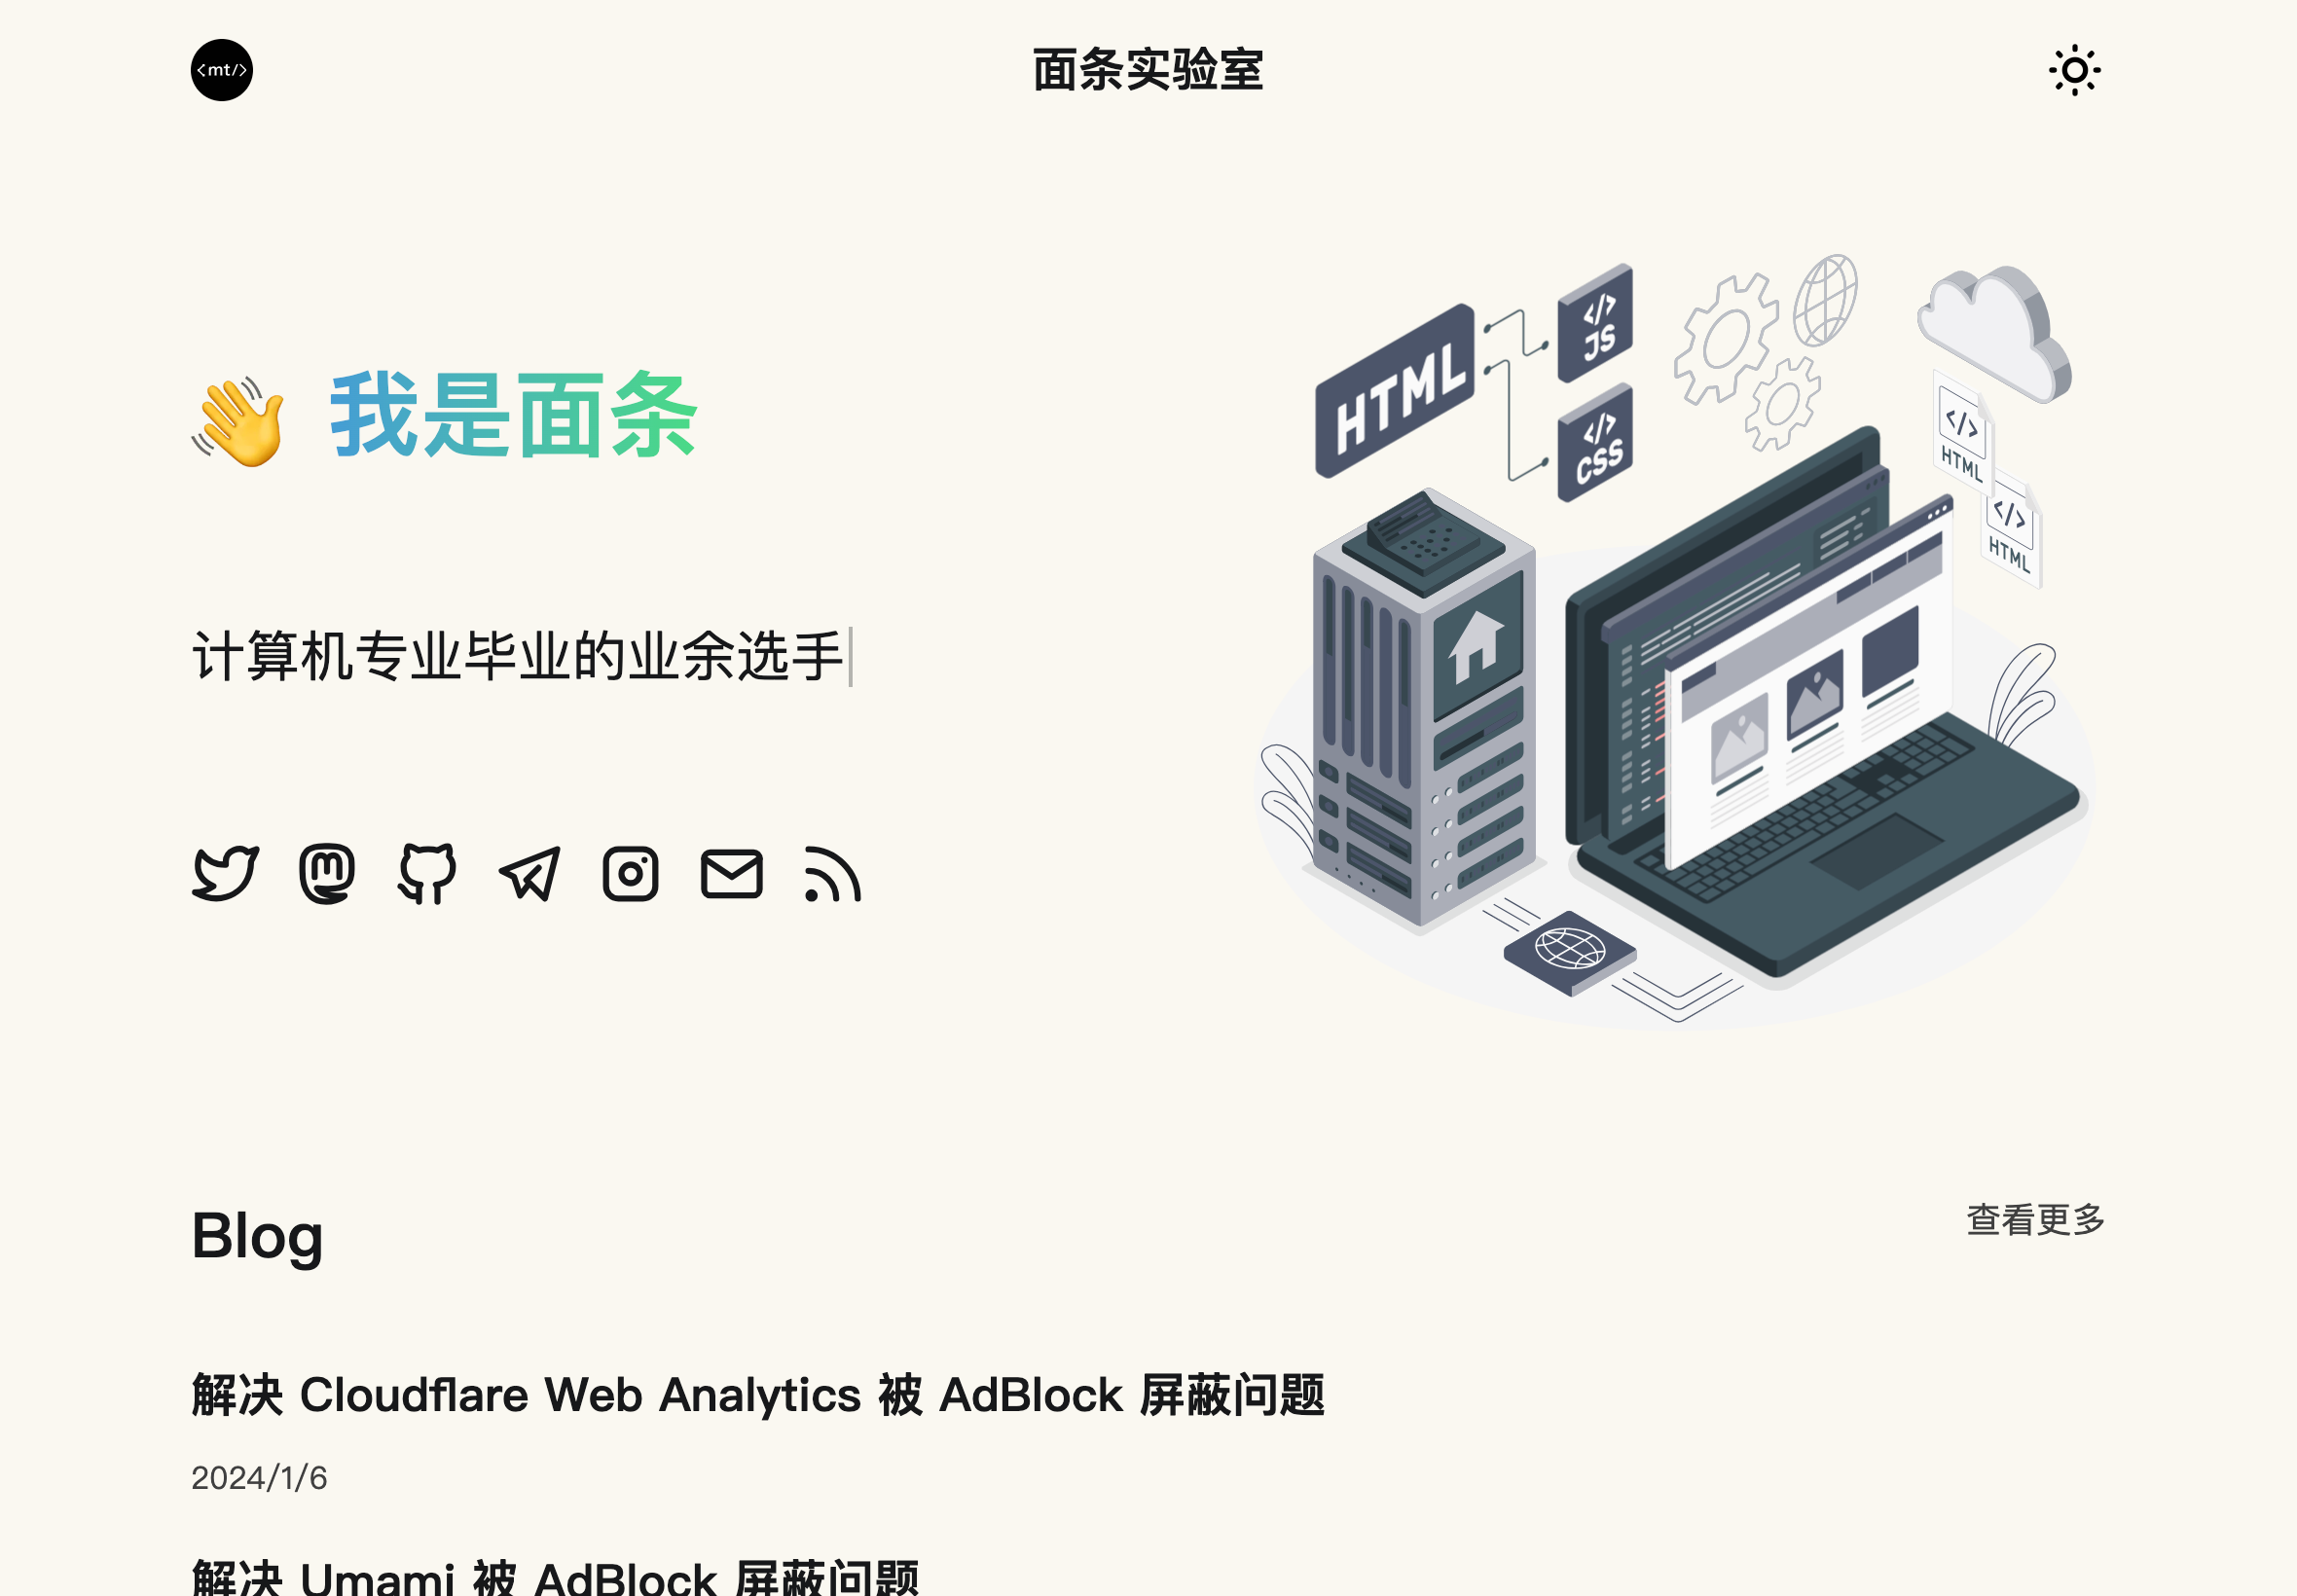 <mt/>
面条实验室
👋 我是面条
计算机专业毕业的业余选手
HTML
</>
JS
</>
CSS
</>
HTML
</>
HTML
Blog
查看更多
解决 Cloudflare Web Analytics 被 AdBlock 屏蔽问题
2024/1/6
解决 Umami 被 AdBlock 屏蔽问题